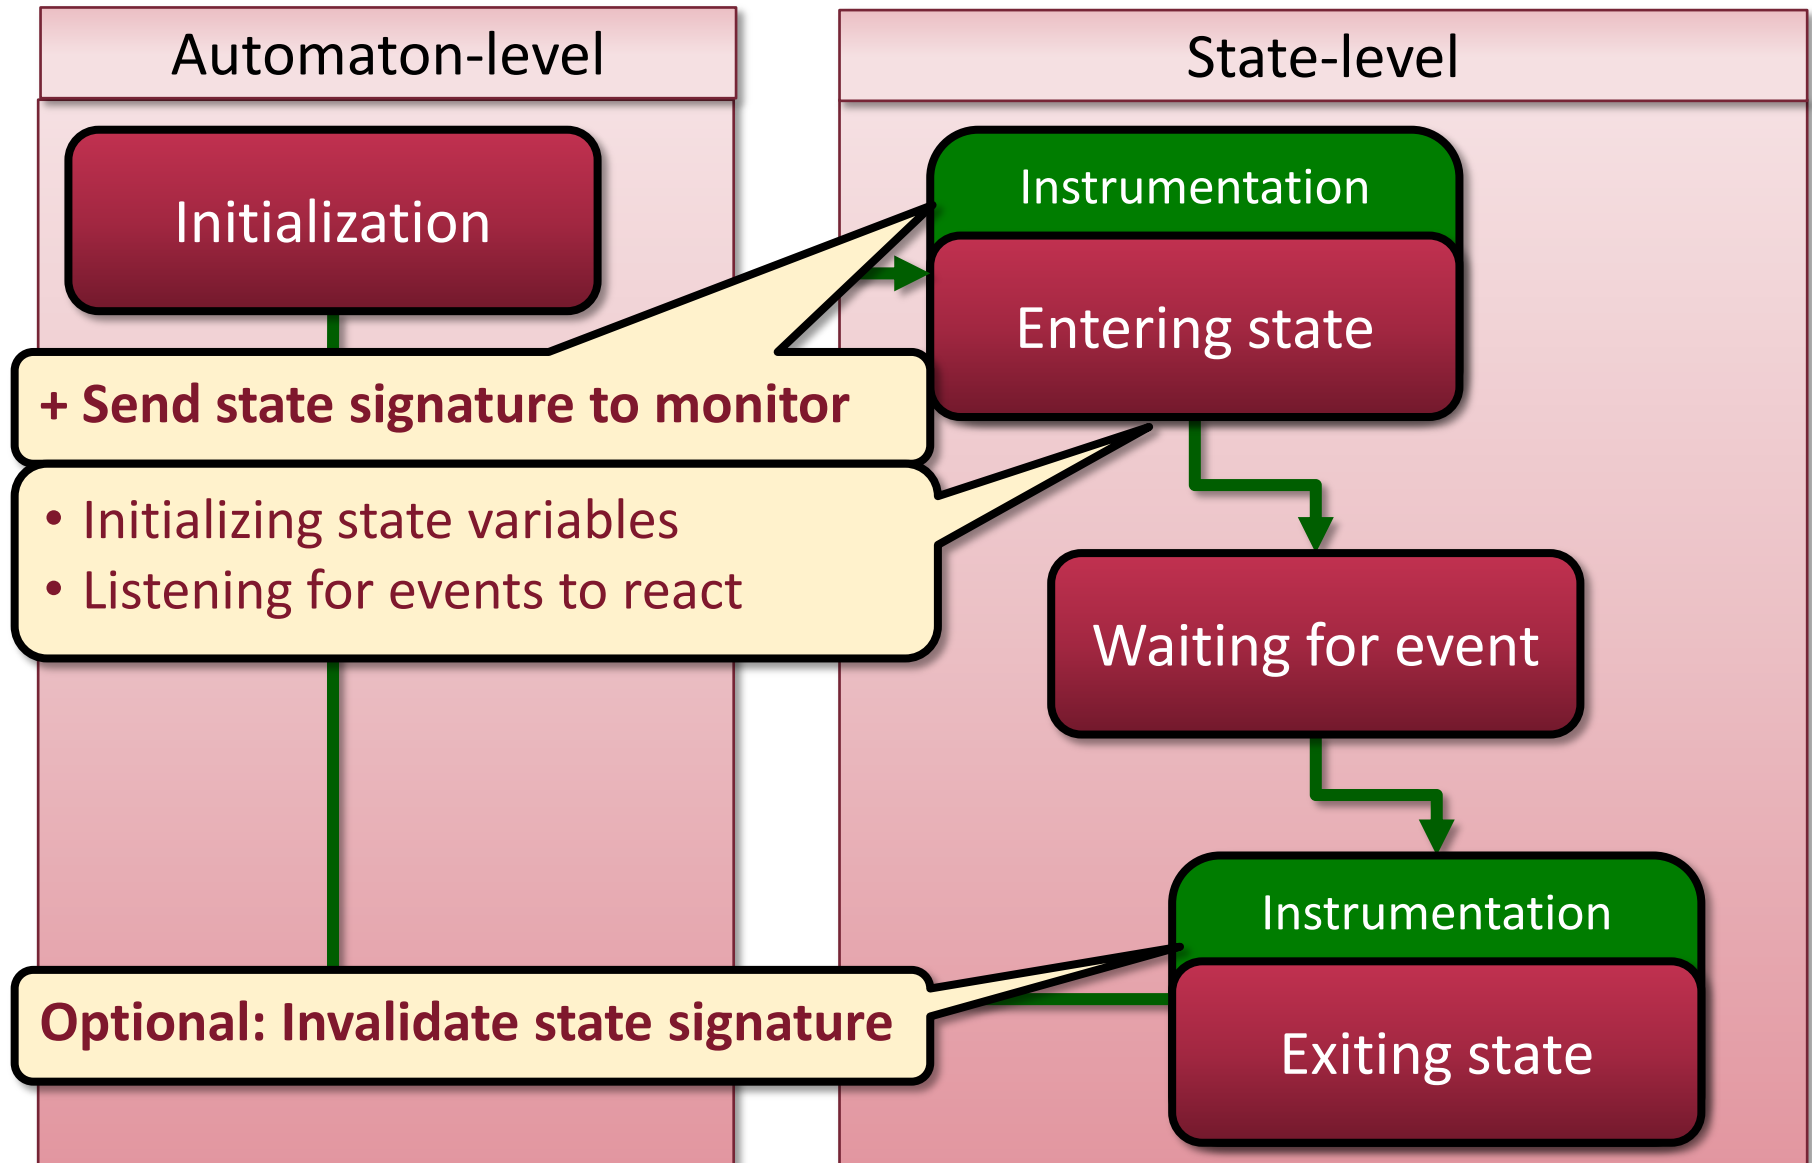 Automaton-level
State-level
Initialization
Instrumentation
Entering state
+ Send state signature to monitor
• Initializing state variables
• Listening for events to react
Waiting for event
Instrumentation
Optional: Invalidate state signature
Exiting state